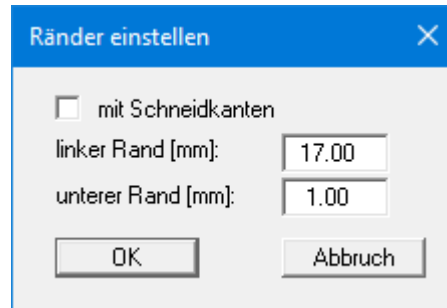 Ränder einstellen
mit Schneidkanten
linker Rand [mm]: 17.00
unterer Rand [mm]: 1.00
OK Abbruch